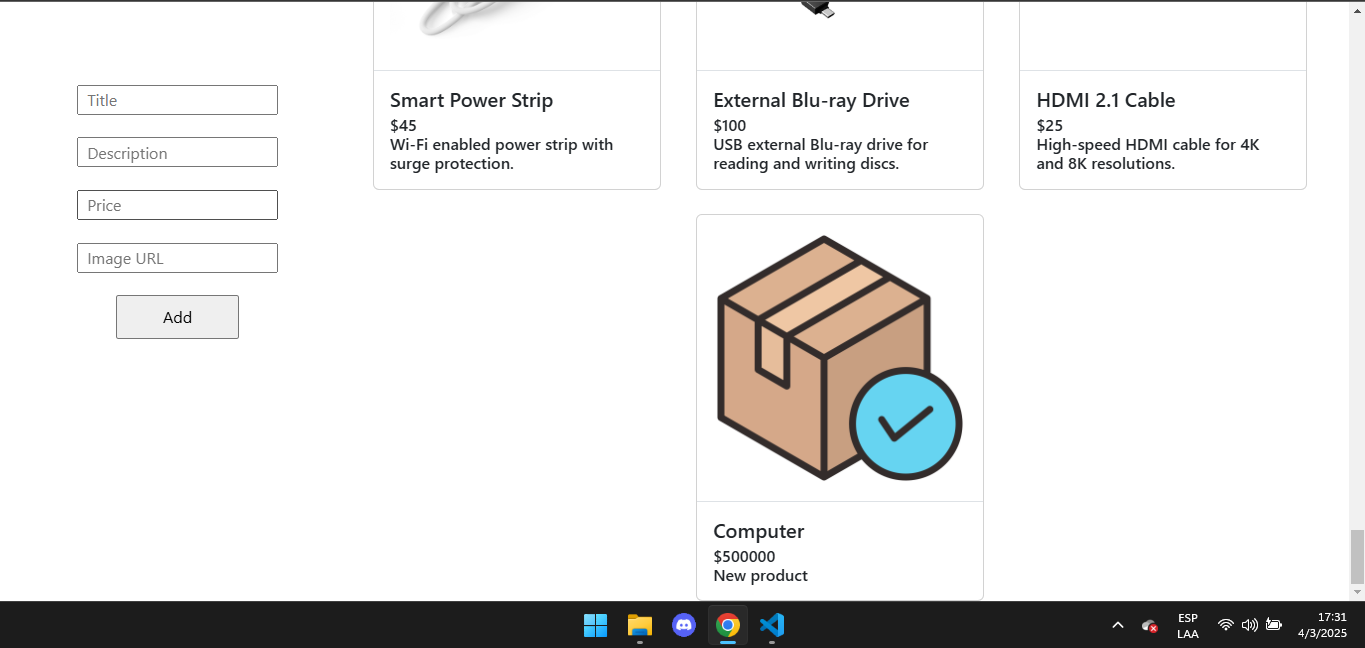 Title
Description
Price
Image URL
Add
Smart Power Strip
$45
Wi-Fi enabled power strip with
surge protection.
External Blu-ray Drive
$100
USB external Blu-ray drive for
reading and writing discs.
HDMI 2.1 Cable
$25
High-speed HDMI cable for 4K
and 8K resolutions.
Computer
$500000
New product
ESP
LAA
17:31
4/3/2025